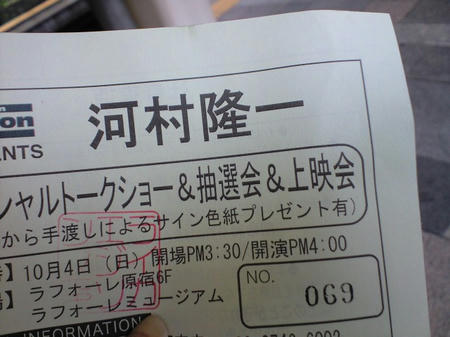 on
ENTS
河村隆一
シャルトークショー＆抽選会＆上映会
から手渡しによるサイン色紙プレゼント有)
】10月4日（日）開場PM3:30/開演PM4:00
】ラフォーレ原宿6F
ラフォーレミュージアム
NO.
069
INFORMATION